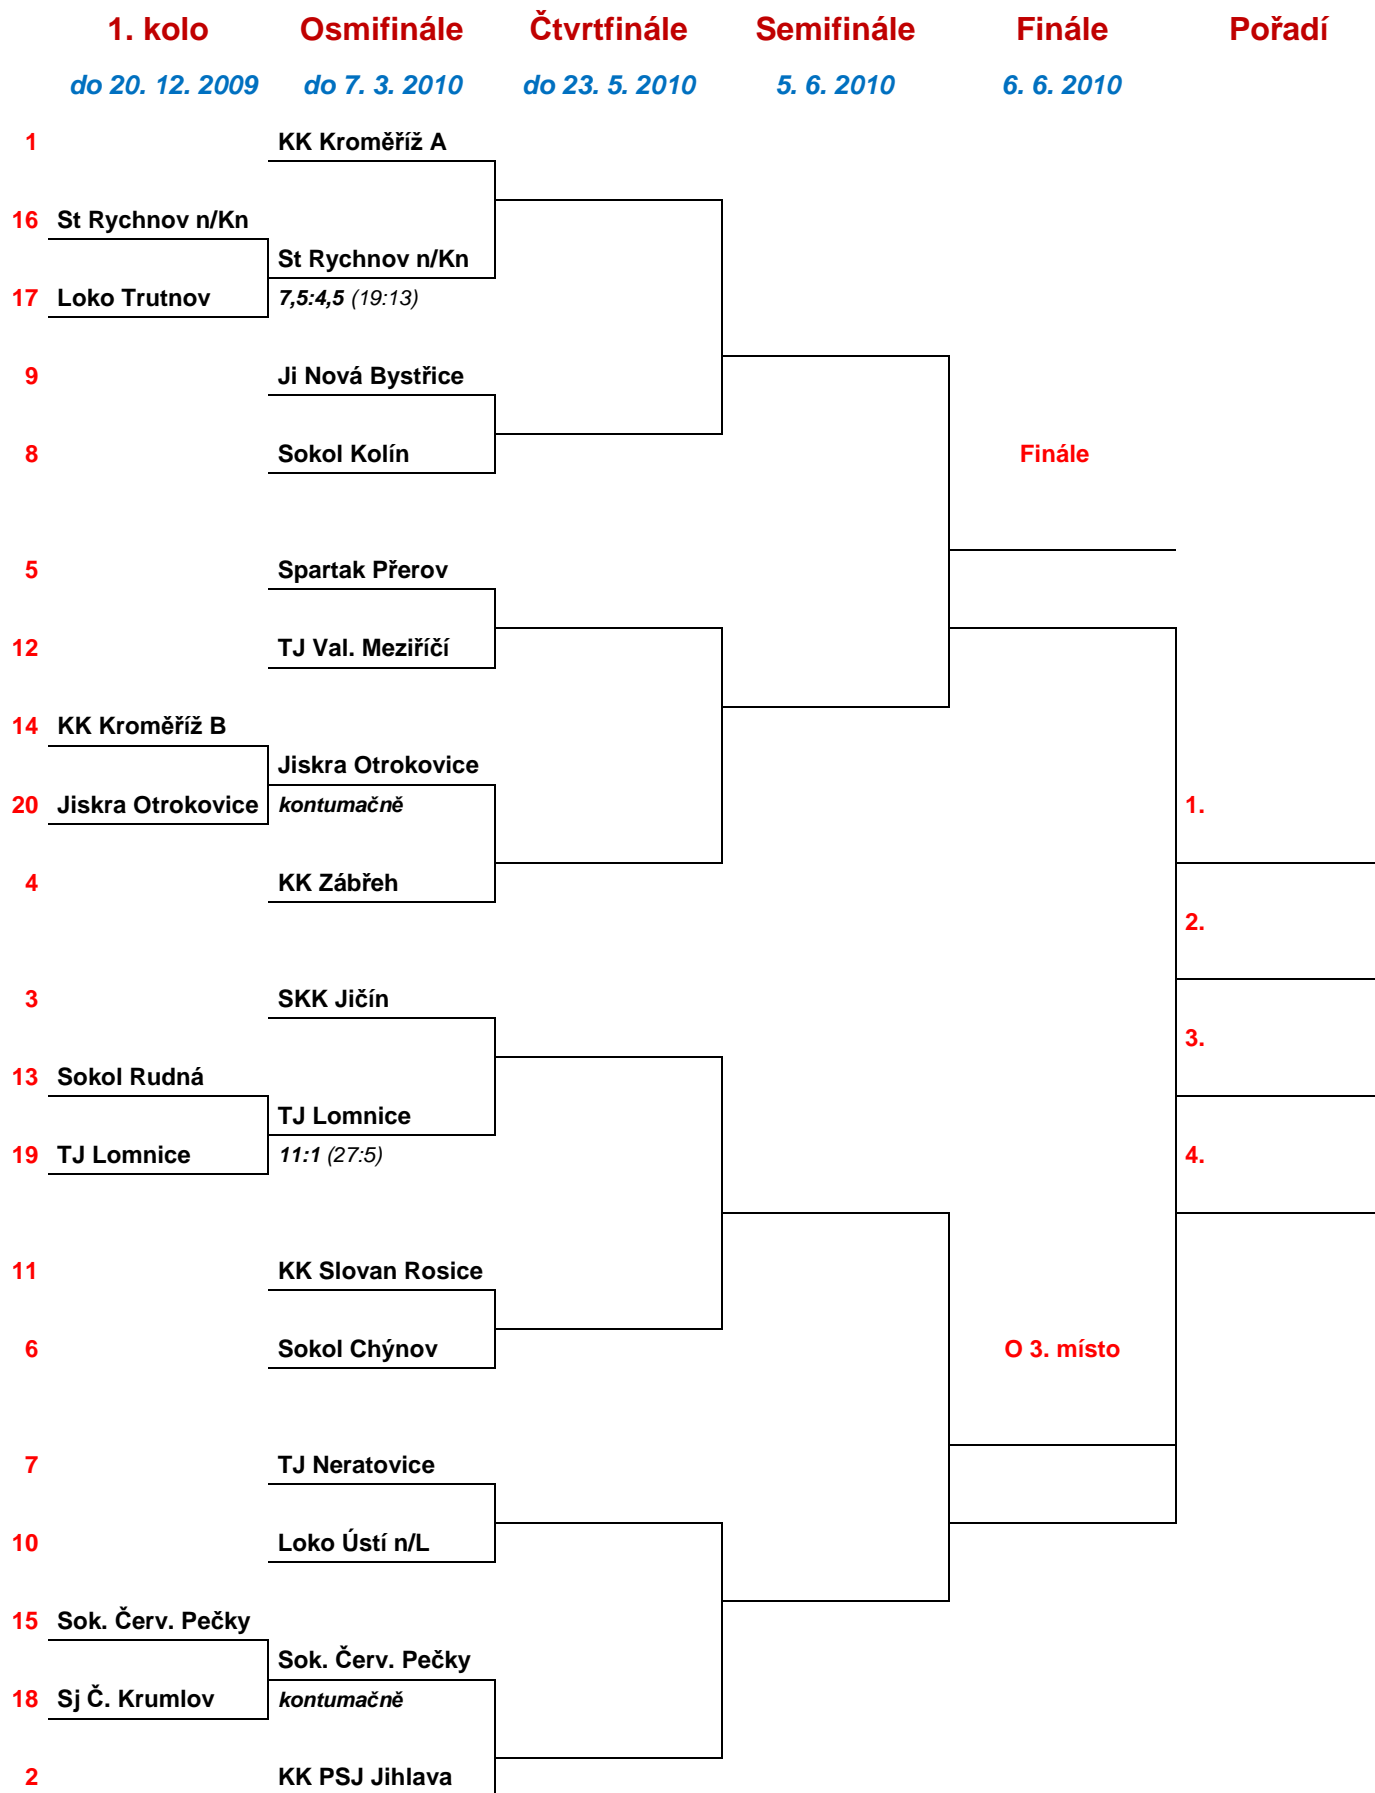 1. kolo Osmifinále Čtvrtfinále Semifinále Finále Pořadí
do 20. 12. 2009 do 7. 3. 2010 do 23. 5. 2010 5. 6. 2010 6. 6. 2010
1 KK Kroměříž A
16 St Rychnov n/Kn
St Rychnov n/Kn
17 Loko Trutnov 7,5:4,5 (19:13)
9 Ji Nová Bystřice
8 Sokol Kolín Finále
5 Spartak Přerov
12 TJ Val. Meziříčí
14 KK Kroměříž B
Jiskra Otrokovice
20 Jiskra Otrokovice kontumačně 1.
4 KK Zábřeh
2.
3 SKK Jičín
3.
13 Sokol Rudná
TJ Lomnice
19 TJ Lomnice 11:1 (27:5) 4.
11 KK Slovan Rosice
6 Sokol Chýnov O 3. místo
7 TJ Neratovice
10 Loko Ústí n/L
15 Sok. Červ. Pečky
Sok. Červ. Pečky
18 Sj Č. Krumlov kontumačně
2 KK PSJ Jihlava